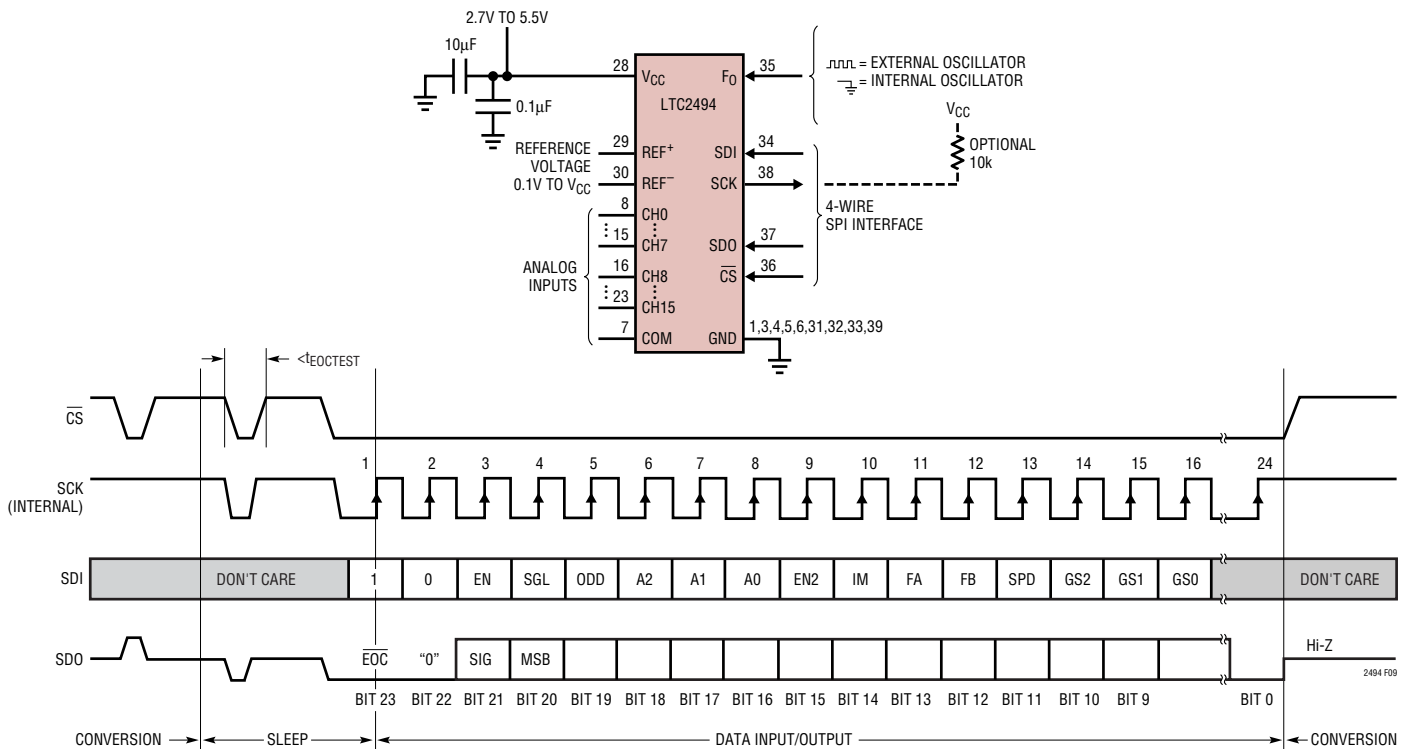 2.7V TO 5.5V
10µF
0.1µF
28 VCC FO 35
LTC2494
= EXTERNAL OSCILLATOR
= INTERNAL OSCILLATOR
VCC
OPTIONAL
10k
REFERENCE
VOLTAGE
0.1V TO VCC
29 REF+ SDI 34
30 REF– SCK 38
8 CH0
15 CH7 SDO 37
16 CH8 CS 36
23 CH15
7 COM GND 1,3,4,5,6,31,32,33,39
ANALOG
INPUTS
4-WIRE
SPI INTERFACE
<tEOCTEST
CS
1 2 3 4 5 6 7 8 9 10 11 12 13 14 15 16 24
SCK
(INTERNAL)
SDI DON'T CARE 1 0 EN SGL ODD A2 A1 A0 EN2 IM FA FB SPD GS2 GS1 GS0 DON'T CARE
SDO EOC "0" SIG MSB Hi-Z
2494 F09
BIT 23 BIT 22 BIT 21 BIT 20 BIT 19 BIT 18 BIT 17 BIT 16 BIT 15 BIT 14 BIT 13 BIT 12 BIT 11 BIT 10 BIT 9 BIT 0
CONVERSION SLEEP DATA INPUT/OUTPUT CONVERSION